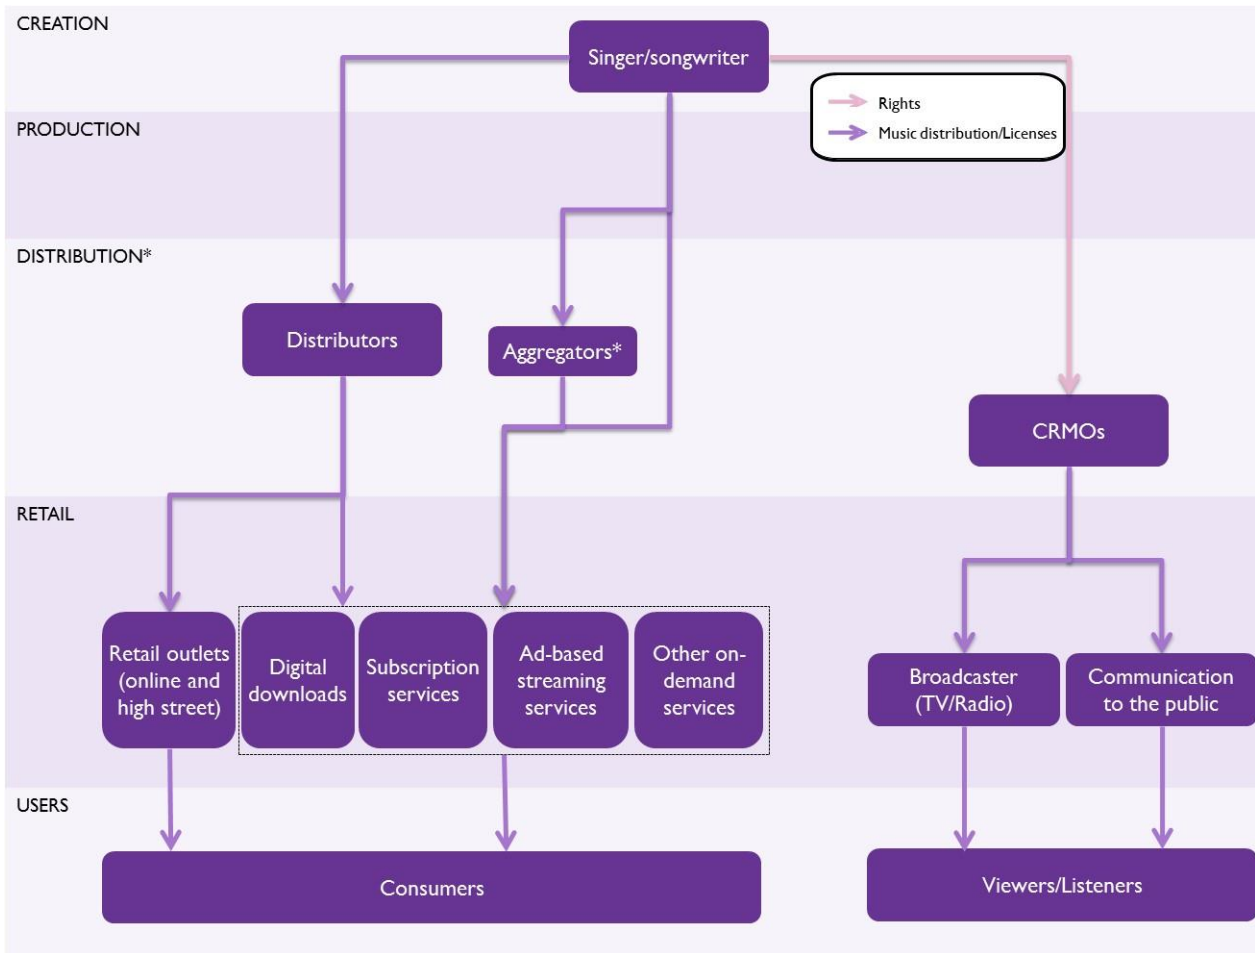 CREATION
Singer/songwriter
Rights
Music distribution/Licenses
PRODUCTION
DISTRIBUTION*
Distributors
Aggregators*
CRMOs
RETAIL
Retail outlets
(online and
high street)
Digital
downloads
Subscription
services
Ad-based
streaming
services
Other on-
demand
services
Broadcaster
(TV/Radio)
Communication
to the public
USERS
Consumers
Viewers/Listeners